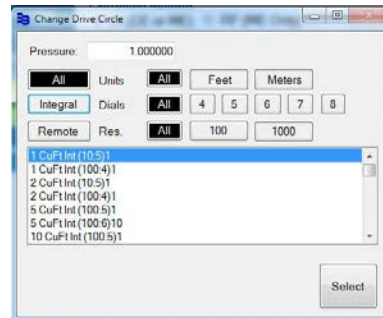 Change Drive Circle
Pressure: 1.000000
All Units All Feet Meters
Integral Dials All 4 5 6 7 8
Remote Res. All 100 1000
1 CuFt Int (10:5)1
1 CuFt Int (100:4)1
2 CuFt Int (10:5)1
2 CuFt Int (100:4)1
5 CuFt Int (100:5)1
5 CuFt Int (100:6)10
10 CuFt Int (100:5)1
Select